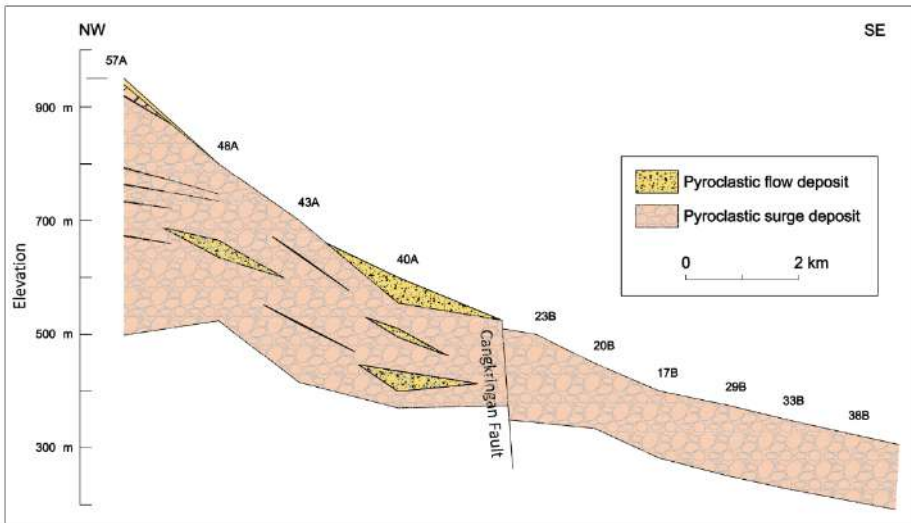 NW
SE
57A
900 m
48A
Pyroclastic flow deposit
43A
700 m
Pyroclastic surge deposit
Elevation
40A
0 2 km
23B
500 m
20B
Cangkringan Fault
17B
29B
33B
38B
300 m